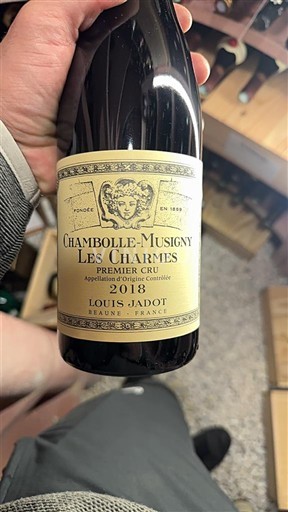 FONDÉE EN 1859
CHAMBOLLE-MUSIGNY
LES CHARMES
PREMIER CRU
Appellation d'Origine Contrôlée
2018
LOUIS JADOT
BEAUNE - FRANCE